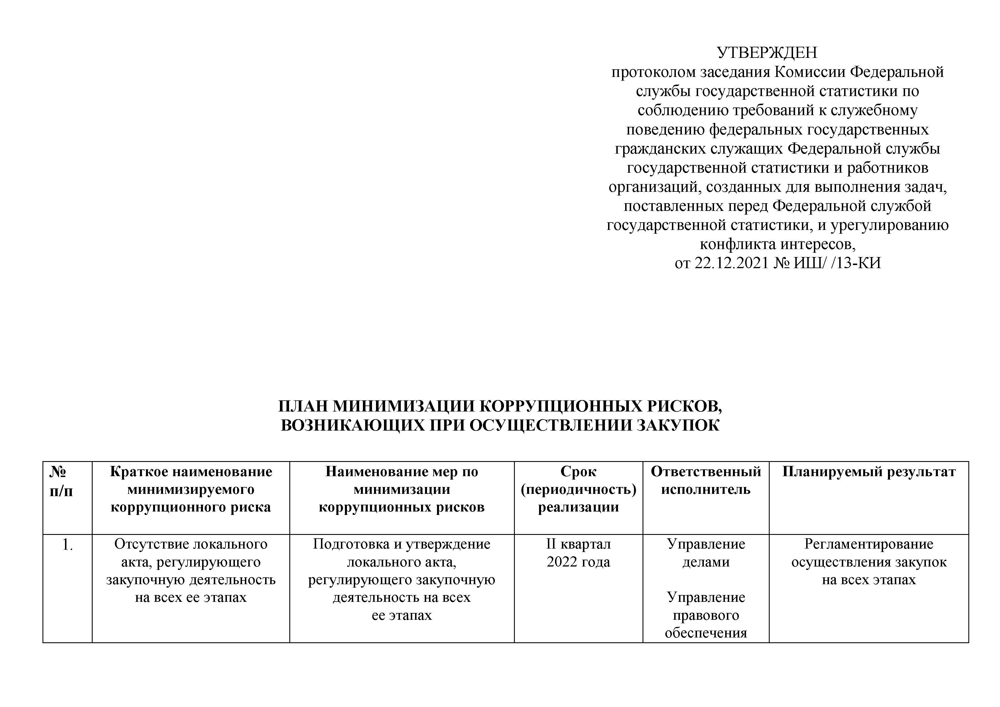 УТВЕРЖДЕН
протоколом заседания Комиссии Федеральной
службы государственной статистики по
соблюдению требований к служебному
поведению федеральных государственных
гражданских служащих Федеральной службы
государственной статистики и работников
организаций, созданных для выполнения задач,
поставленных перед Федеральной службой
государственной статистики, и урегулированию
конфликта интересов,
от 22.12.2021 № ИШ/ /13-КИ
ПЛАН МИНИМИЗАЦИИ КОРРУПЦИОННЫХ РИСКОВ,
ВОЗНИКАЮЩИХ ПРИ ОСУЩЕСТВЛЕНИИ ЗАКУПОК
№
п/п
Краткое наименование
минимизируемого
коррупционного риска
Наименование мер по
минимизации
коррупционных рисков
Срок
(периодичность)
реализации
Ответственный
исполнитель
Планируемый результат
1.
Отсутствие локального
акта, регулирующего
закупочную деятельность
на всех ее этапах
Подготовка и утверждение
локального акта,
регулирующего закупочную
деятельность на всех
ее этапах
II квартал
2022 года
Управление
делами
Управление
правового
обеспечения
Регламентирование
осуществления закупок
на всех этапах